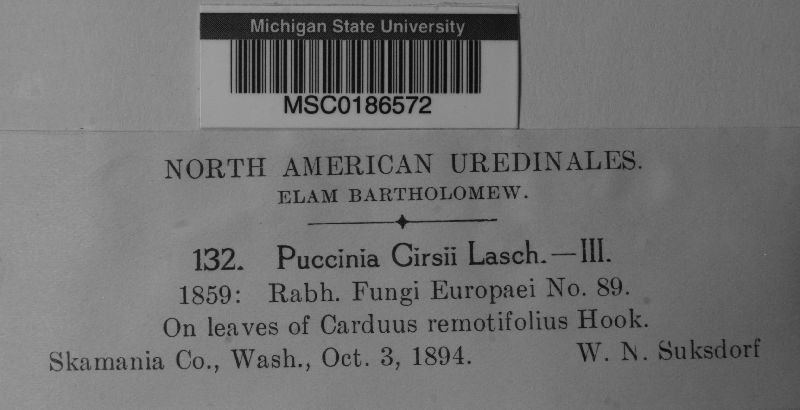 Michigan State University
MSC0186572
NORTH AMERICAN UREDINALES.
ELAM BARTHOLOMEW.
132. Puccinia Cirsii Lasch.—III.
1859: Rabh. Fungi Europaei No. 89.
On leaves of Carduus remotifolius Hook.
Skamania Co., Wash., Oct. 3, 1894. W. N. Suksdorf